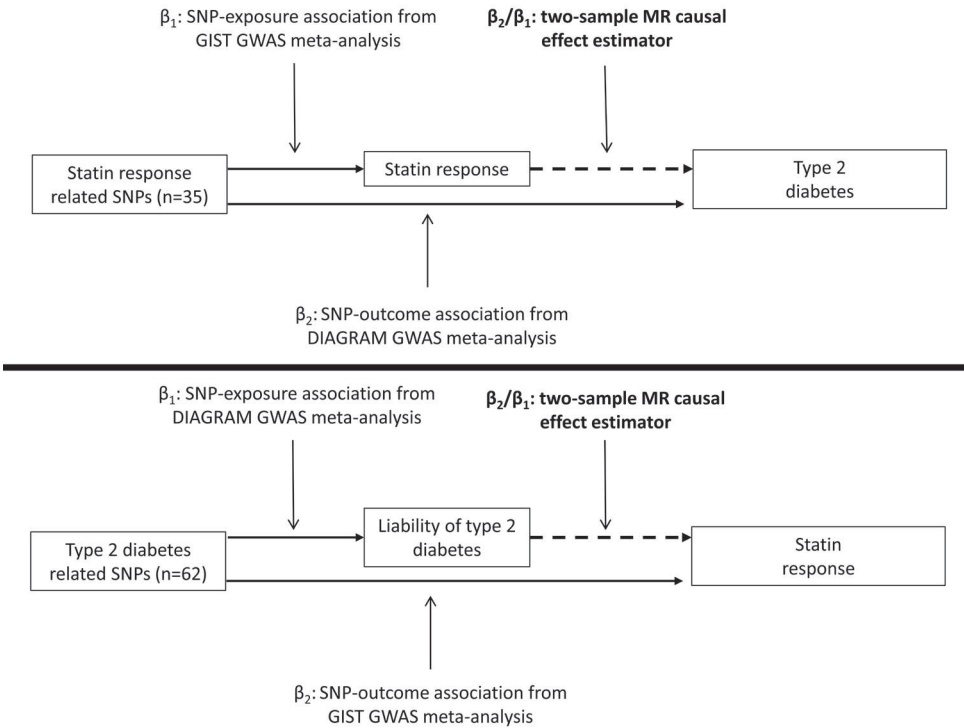 β₁: SNP-exposure association from
GIST GWAS meta-analysis
β₂/β₁: two-sample MR causal
effect estimator
Statin response
related SNPs (n=35)
Statin response
Type 2
diabetes
β₂: SNP-outcome association from
DIAGRAM GWAS meta-analysis
β₁: SNP-exposure association from
DIAGRAM GWAS meta-analysis
β₂/β₁: two-sample MR causal
effect estimator
Type 2 diabetes
related SNPs (n=62)
Liability of type 2
diabetes
Statin
response
β₂: SNP-outcome association from
GIST GWAS meta-analysis